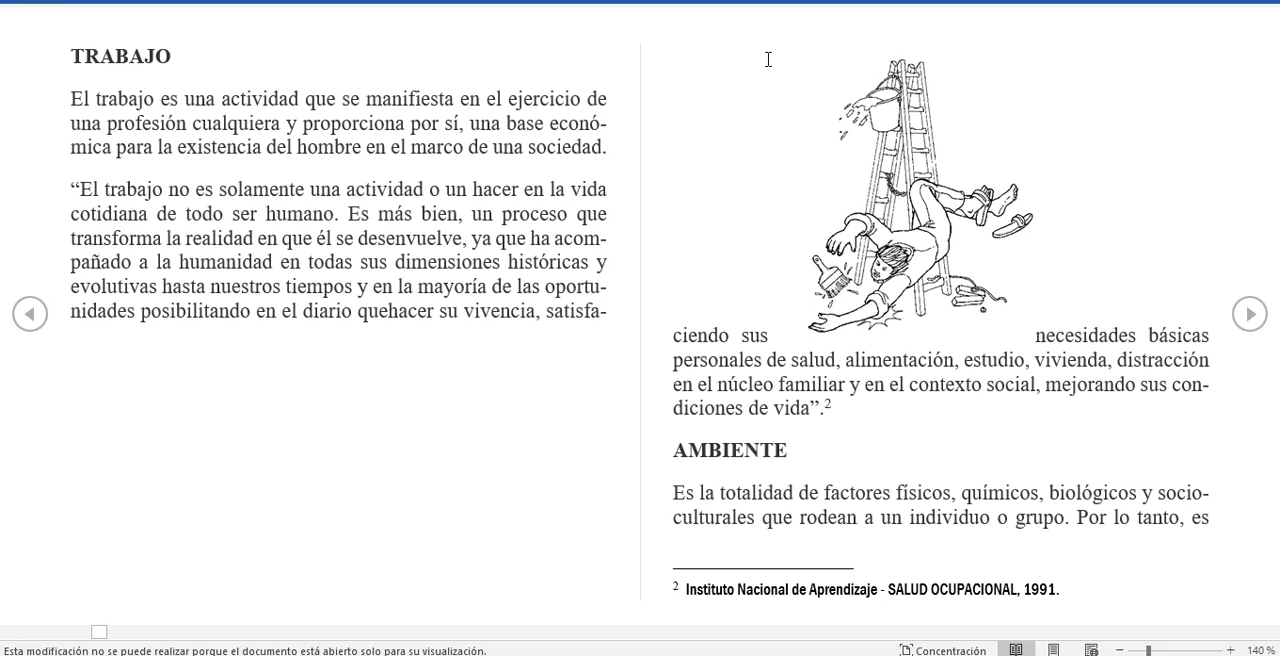 TRABAJO
El trabajo es una actividad que se manifiesta en el ejercicio de
una profesión cualquiera y proporciona por sí, una base econó-
mica para la existencia del hombre en el marco de una sociedad.
“El trabajo no es solamente una actividad o un hacer en la vida
cotidiana de todo ser humano. Es más bien, un proceso que
transforma la realidad en que él se desenvuelve, ya que ha acom-
pañado a la humanidad en todas sus dimensiones históricas y
evolutivas hasta nuestros tiempos y en la mayoría de las oportu-
nidades posibilitando en el diario quehacer su vivencia, satisfa-
ciendo sus necesidades básicas
personales de salud, alimentación, estudio, vivienda, distracción
en el núcleo familiar y en el contexto social, mejorando sus con-
diciones de vida”.2
AMBIENTE
Es la totalidad de factores físicos, químicos, biológicos y socio-
culturales que rodean a un individuo o grupo. Por lo tanto, es
2 Instituto Nacional de Aprendizaje - SALUD OCUPACIONAL, 1991.
Esta modificación no se puede realizar porque el documento está abierto solo para su visualización.
Concentración
140 %